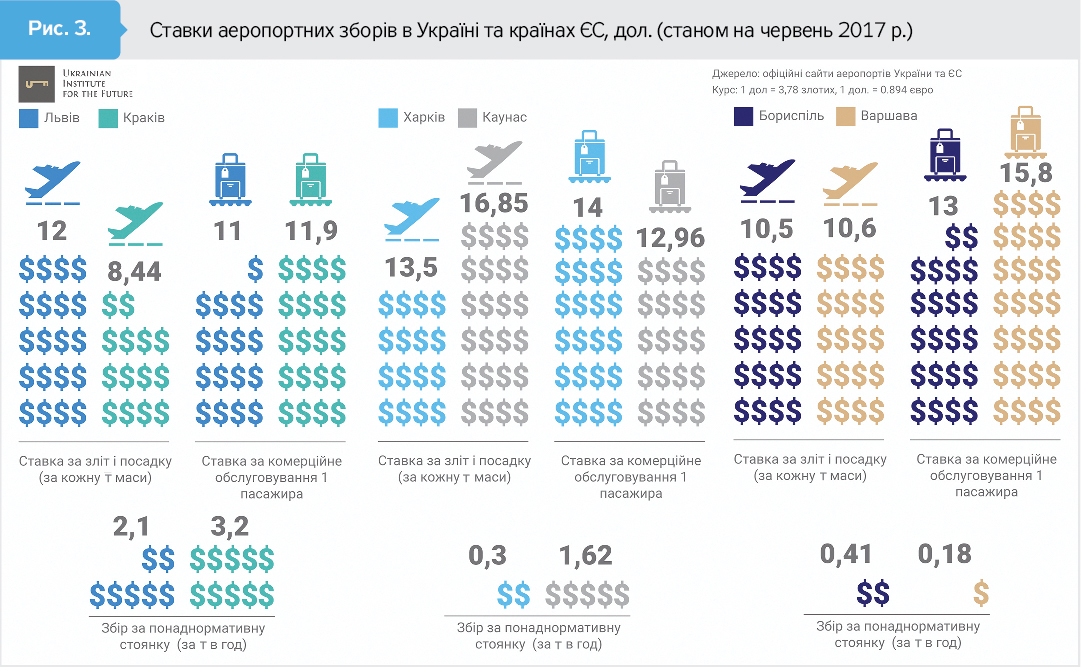 Рис. 3.
Ставки аеропортних зборів в Україні та країнах ЄС, дол. (станом на червень 2017 р.)
UKRAINIAN
INSTITUTE
FOR THE FUTURE
Джерело: офіційні сайти аеропортів України та ЄС
Курс: 1 дол = 3,78 злотих, 1 дол. = 0.894 євро
Львів
Краків
12
8,44
$$$$
$$
$$$$
$$$$
$$$$
$$$$
$$$$
$$$$
$$$$
$$$$
Ставка за зліт і посадку
(за кожну т маси)
11
11,9
$
$$$$
$$$$
$$$$
$$$$
$$$$
$$$$
$$$$
$$$$
$$$$
Ставка за комерційне
обслуговування 1
пасажира
2,1
3,2
$$
$$$$$
$$$$$
$$$$$
Збір за понаднормативну
стоянку (за т в год)
Харків
Каунас
13,5
16,85
$$$$
$$$$
$$$$
$$$$
$$$$
$$$$
$$$$
$$$$
$$$$
$$$$
Ставка за зліт і посадку
(за кожну т маси)
14
12,96
$$$$
$$$$
$$$$
$$$$
$$$$
$$$$
$$$$
$$$$
$$$$
$$$$
$$$$
Ставка за комерційне
обслуговування 1
пасажира
0,3
1,62
$$
$$$$$
Збір за понаднормативну
стоянку (за т в год)
Бориспіль
Варшава
10,5
10,6
$$$$
$$$$
$$$$
$$$$
$$$$
$$$$
$$$$
$$$$
$$$$
$$$$
Ставка за зліт і посадку
(за кожну т маси)
13
15,8
$$
$$$$
$$$$
$$$$
$$$$
$$$$
$$$$
$$$$
$$$$
$$$$
$$$$
$$$$
$$$$
Ставка за комерційне
обслуговування 1
пасажира
0,41
0,18
$$
$
Збір за понаднормативну
стоянку (за т в год)